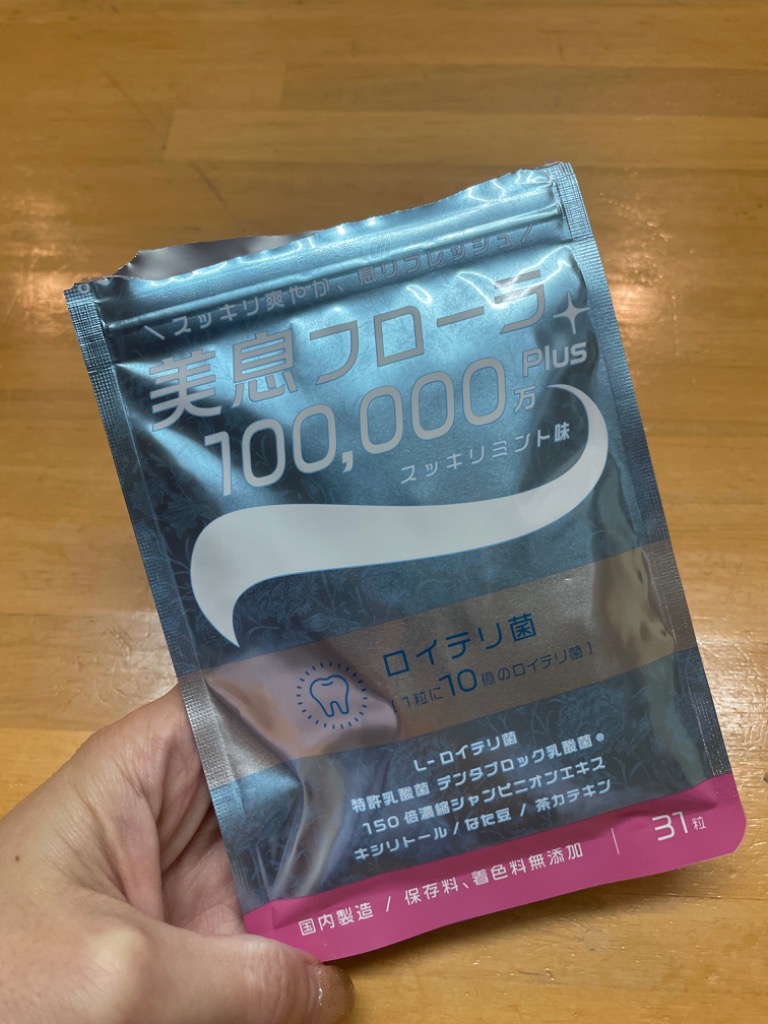 \スッキリ爽やか、息リフレッシュ/
美息フローラ
100,000万 Plus
スッキリミント味
ロイテリ菌
[1粒に10億のロイテリ菌]
L-ロイテリ菌
特許乳酸菌 デンタブロック乳酸菌●
150倍濃縮シャンピニオンエキス
キシリトール/なた豆/茶カテキン
国内製造 / 保存料、着色料無添加 | 31粒